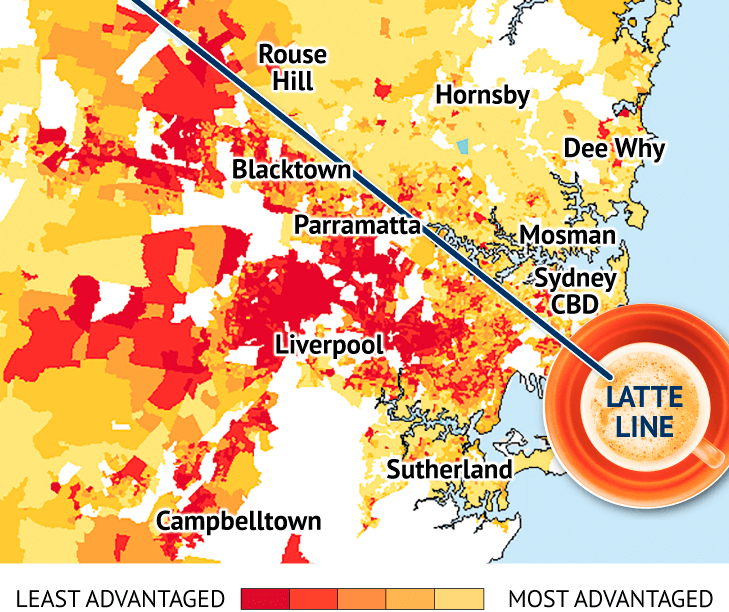 Rouse
Hill
Hornsby
Dee Why
Blacktown
Parramatta
Mosman
Sydney
CBD
Liverpool
LATTE
LINE
Sutherland
Campbelltown
LEAST ADVANTAGED
MOST ADVANTAGED